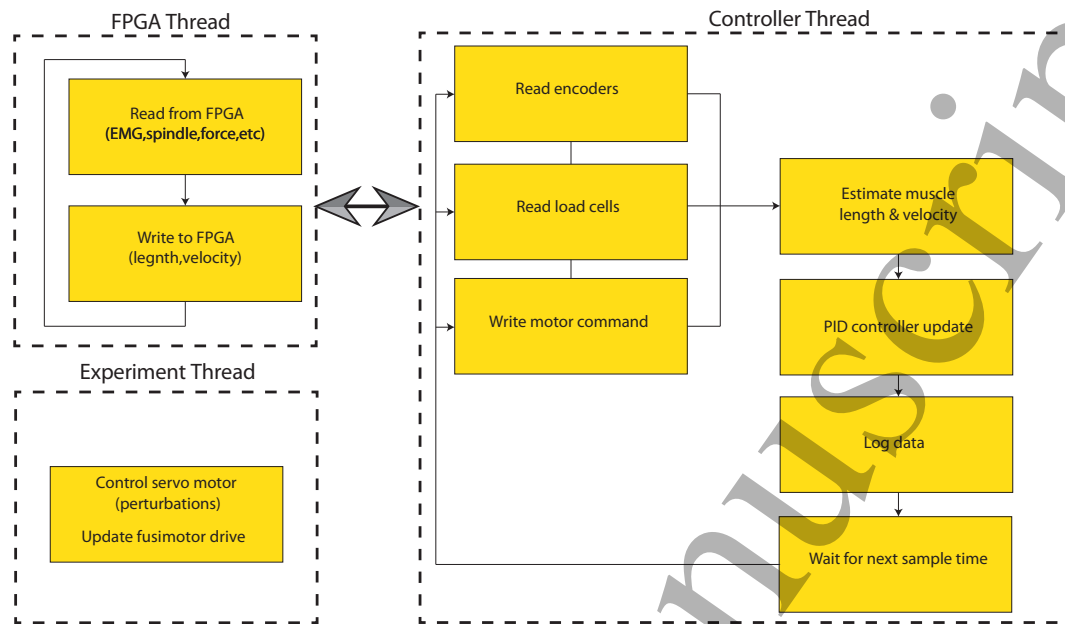 FPGA Thread
Read from FPGA
(EMG,spindle,force,etc)
Write to FPGA
(legnth,velocity)
Experiment Thread
Control servo motor
(perturbations)
Update fusimotor drive
Controller Thread
Read encoders
Read load cells
Write motor command
Estimate muscle
length & velocity
PID controller update
Log data
Wait for next sample time
nuscrip